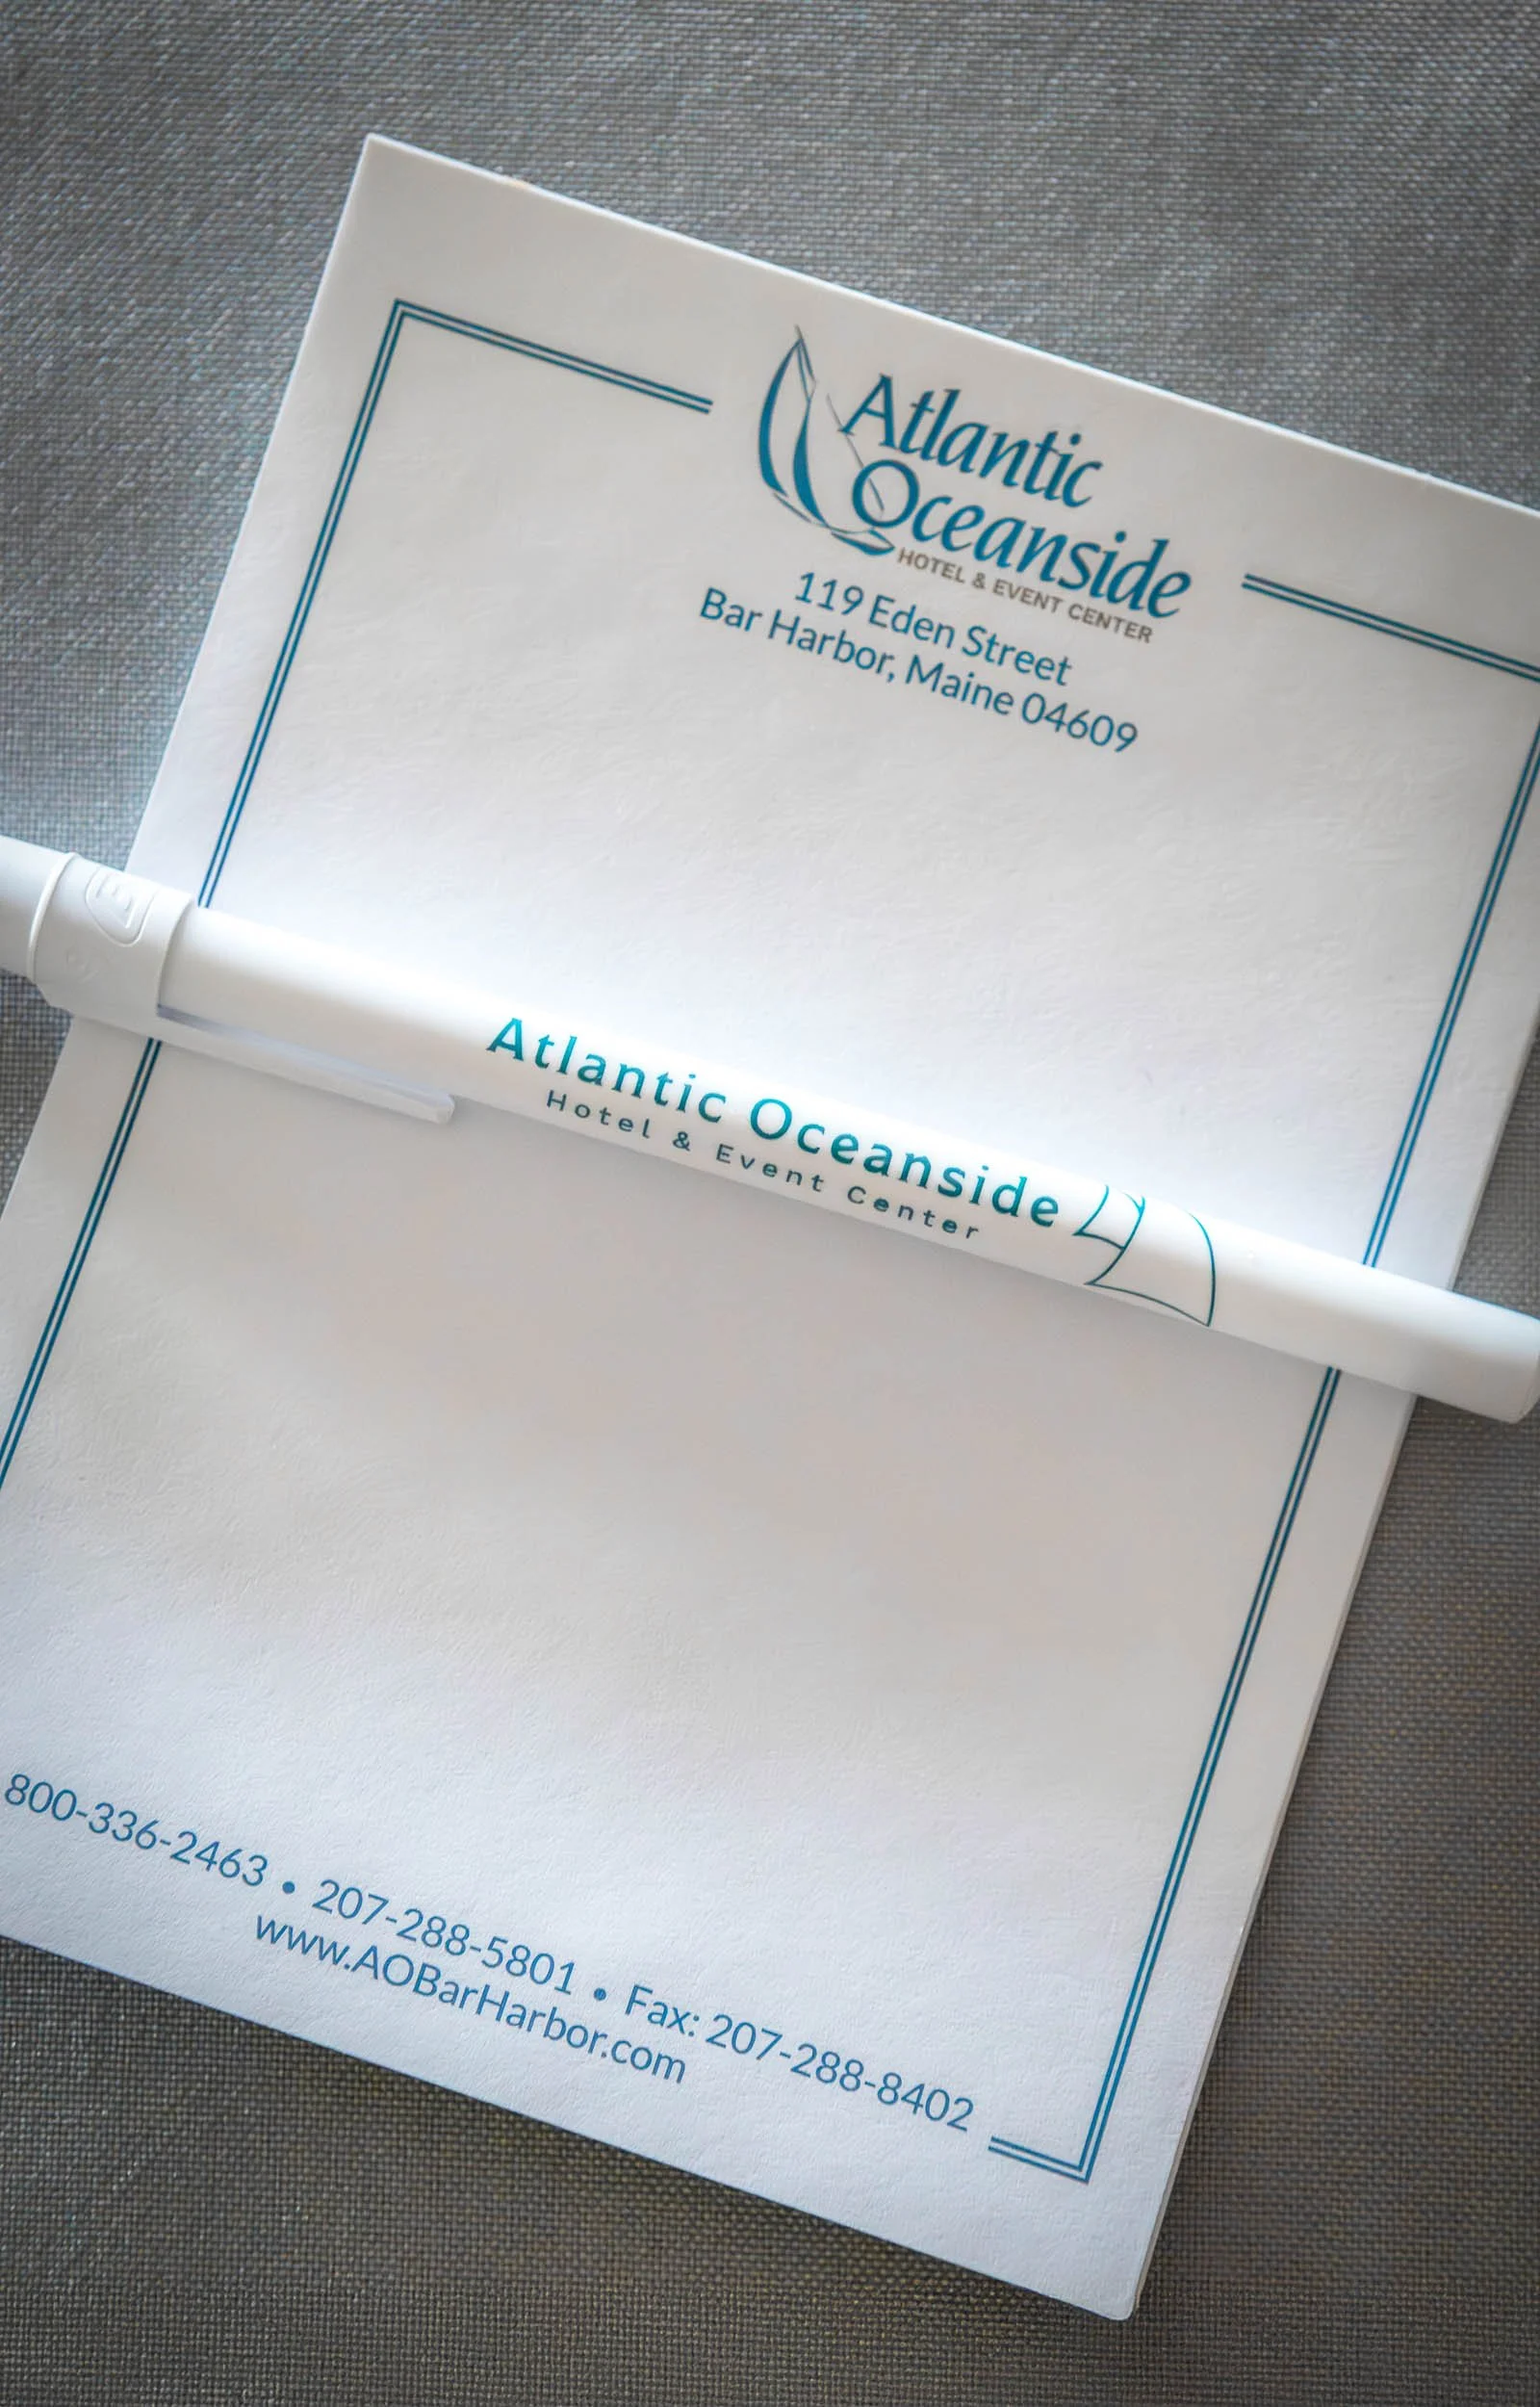 Atlantic
Oceanside
HOTEL & EVENT CENTER
119 Eden Street
Bar Harbor, Maine 04609
Atlantic Oceanside
Hotel & Event Center
800-336-2463 • 207-288-5801 • Fax: 207-288-8402
www.AOBarHarbor.com